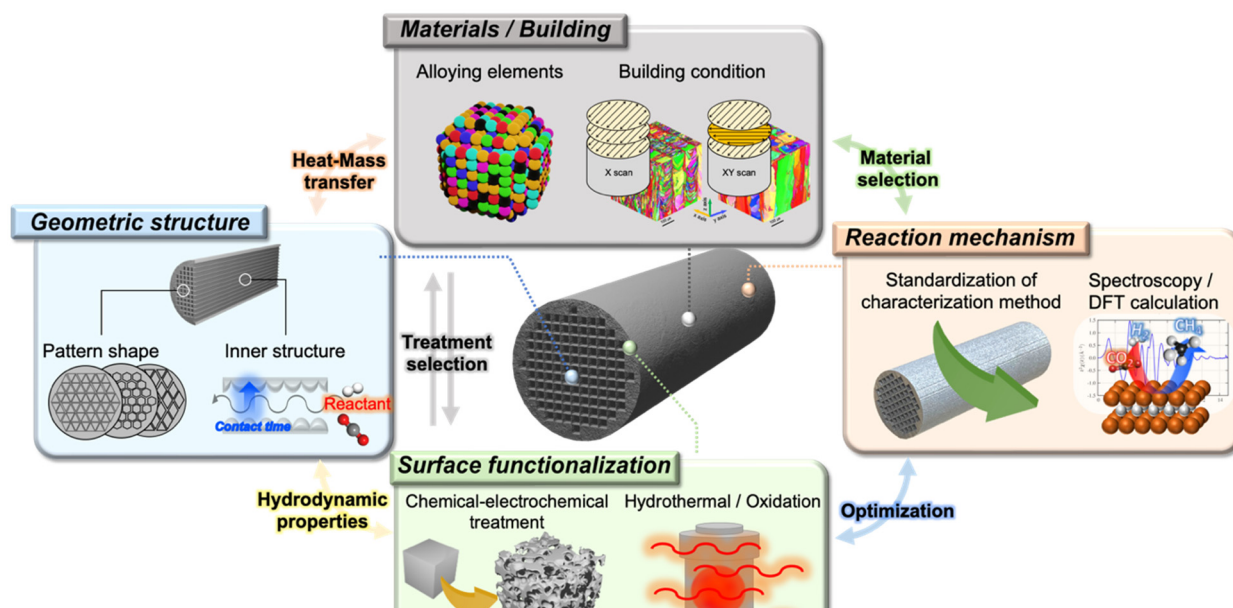 Materials / Building
Alloying elements
Building condition
X scan
XY scan
Heat-Mass
transfer
Material
selection
Geometric structure
Pattern shape
Inner structure
Reactant
Contact time
Treatment
selection
Reaction mechanism
Standardization of
characterization method
Spectroscopy /
DFT calculation
H2
CH4
CO2
Hydrodynamic
properties
Surface functionalization
Chemical-electrochemical
treatment
Hydrothermal / Oxidation
Optimization